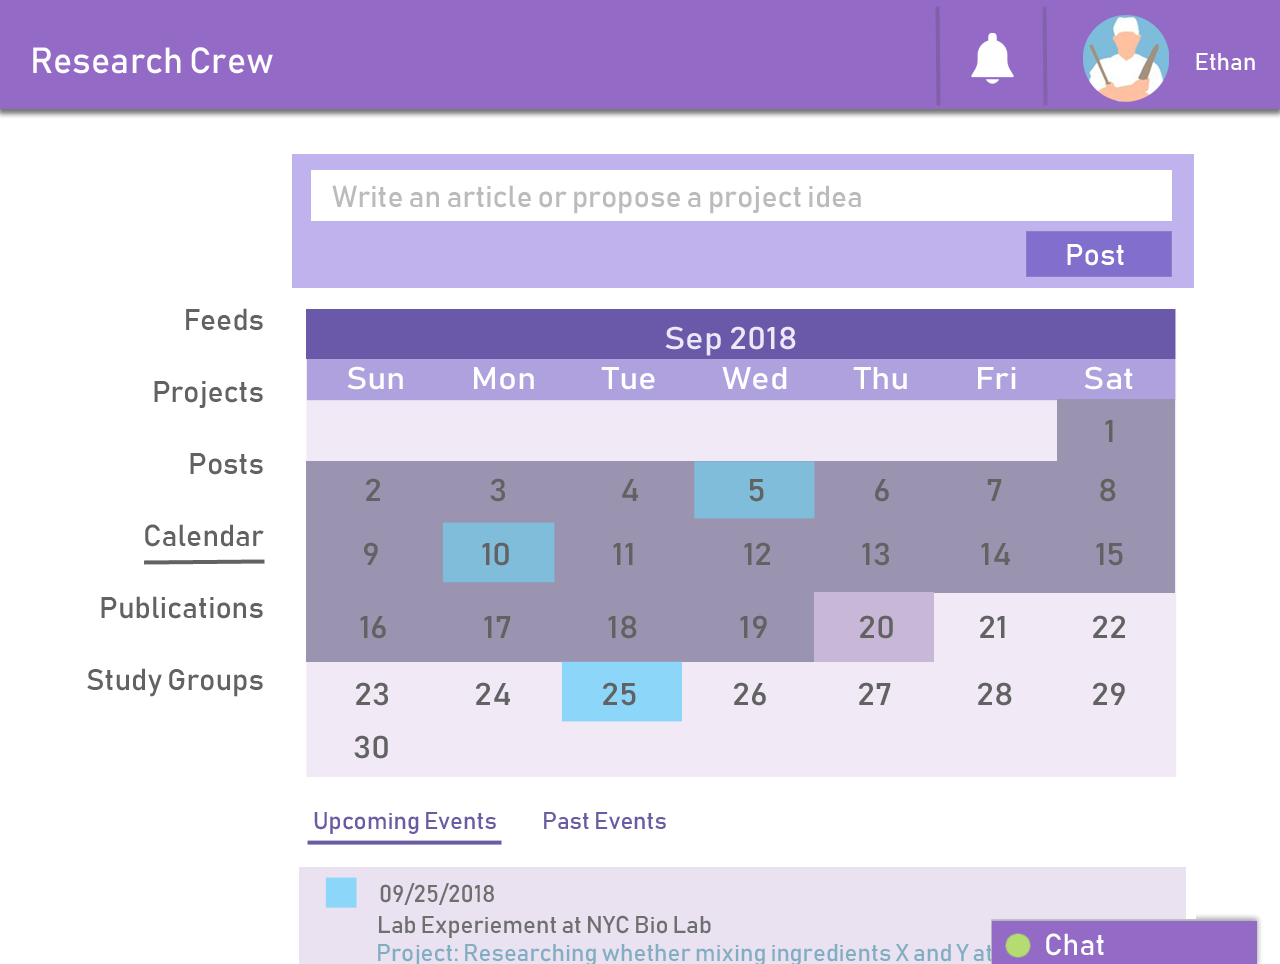 Research Crew
Ethan
Write an article or propose a project idea
Post
Feeds
Projects
Posts
Calendar
Publications
Study Groups
Sep 2018
Sun Mon Tue Wed Thu Fri Sat
1
2 3 4 5 6 7 8
9 10 11 12 13 14 15
16 17 18 19 20 21 22
23 24 25 26 27 28 29
30
Upcoming Events Past Events
09/25/2018
Lab Experiement at NYC Bio Lab
Project: Researching whether mixing ingredients X and Y at
Chat